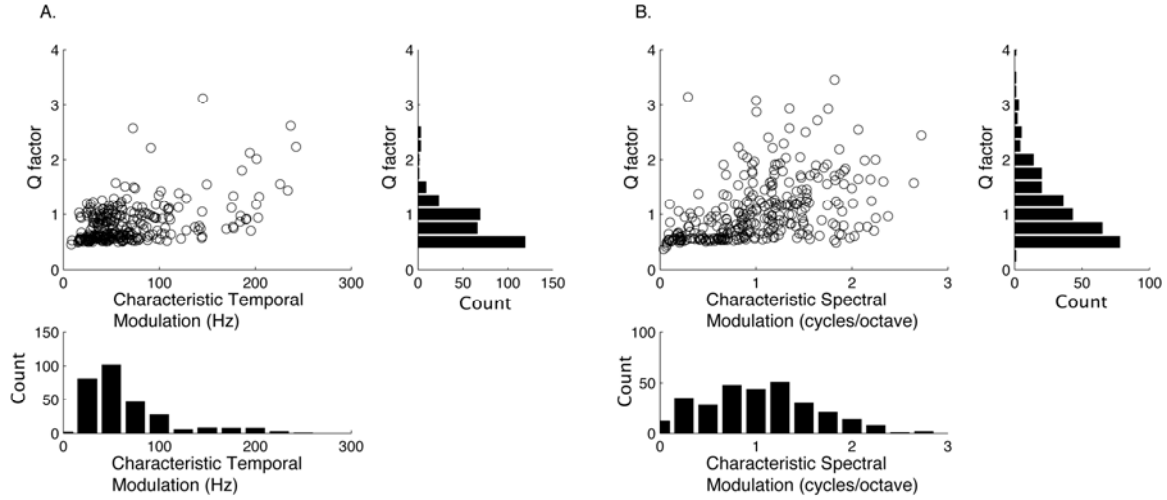 A.
4
3
2
1
0
Q factor
0 100 200 300
Characteristic Temporal
Modulation (Hz)
4
3
2
1
0
Q factor
0 50 100 150
Count
150
100
50
0
Count
0 100 200 300
Characteristic Temporal
Modulation (Hz)
B.
4
3
2
1
0
Q factor
0 1 2 3
Characteristic Spectral
Modulation (cycles/octave)
4
3
2
1
0
Q factor
0 50 100
Count
100
50
0
Count
0 1 2 3
Characteristic Spectral
Modulation (cycles/octave)